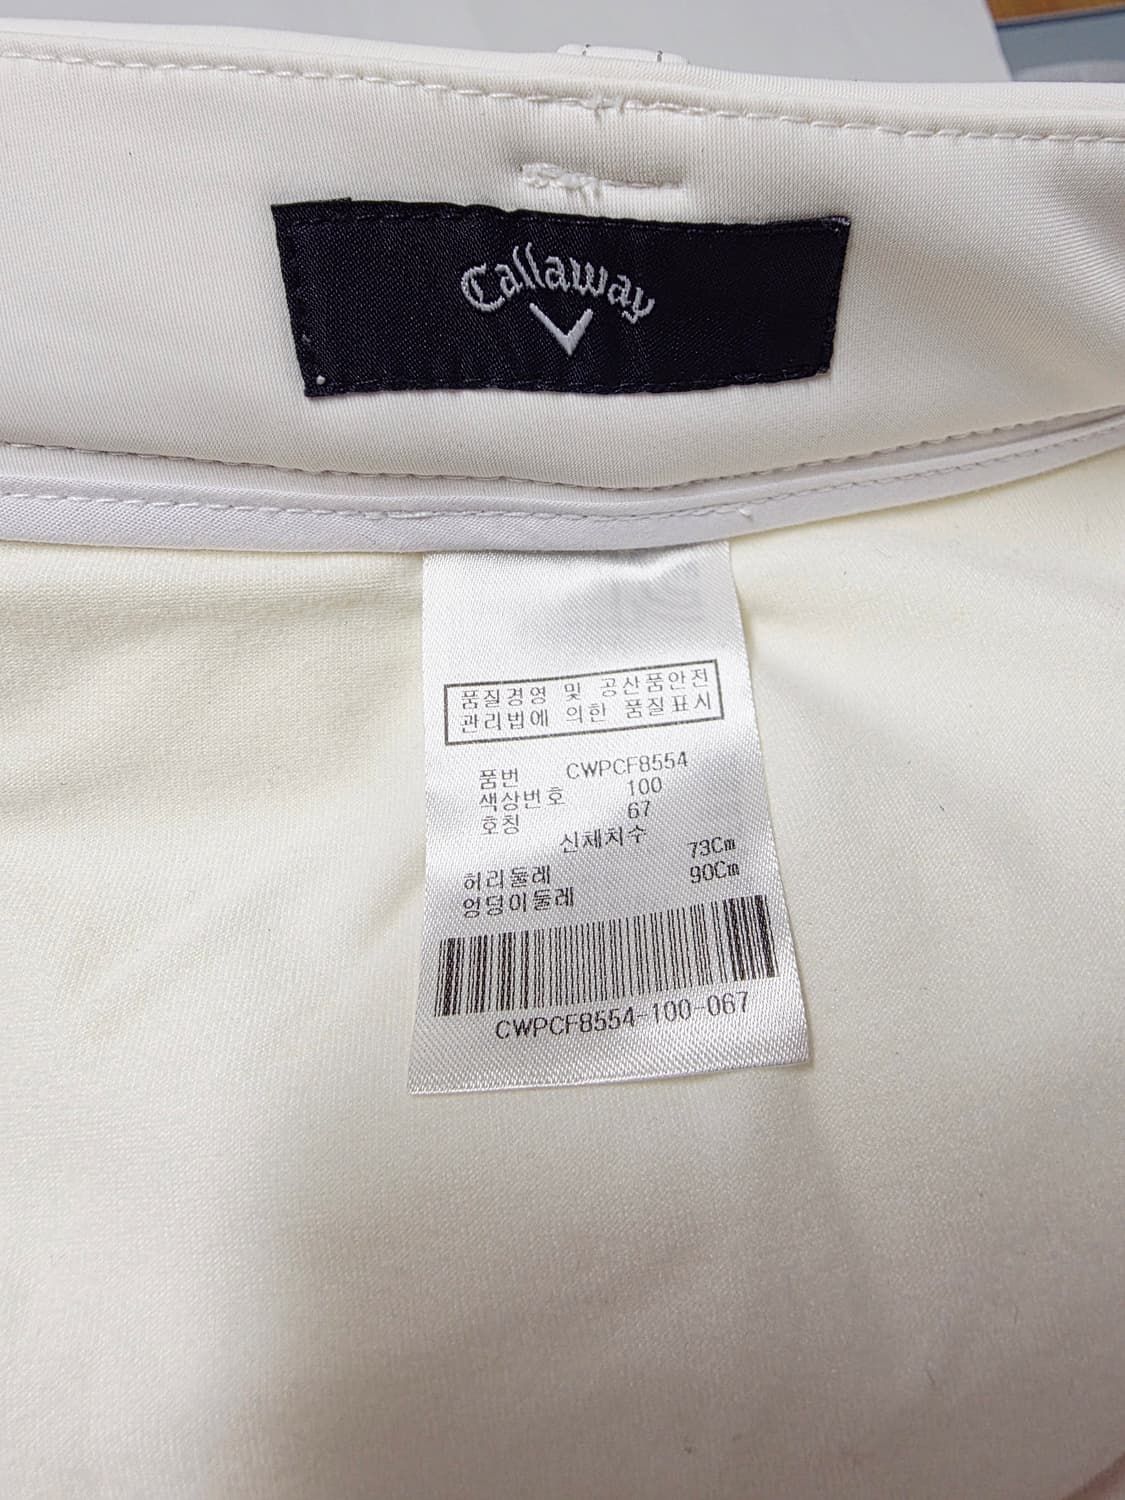 Callaway
품질경영 및 공산품안전
관리법에 의한 품질표시
품번 CWPCF8554
색상번호 100
호칭 67
신체치수
허리둘레 73Cm
엉덩이둘레 90Cm
CWPCF8554-100-067